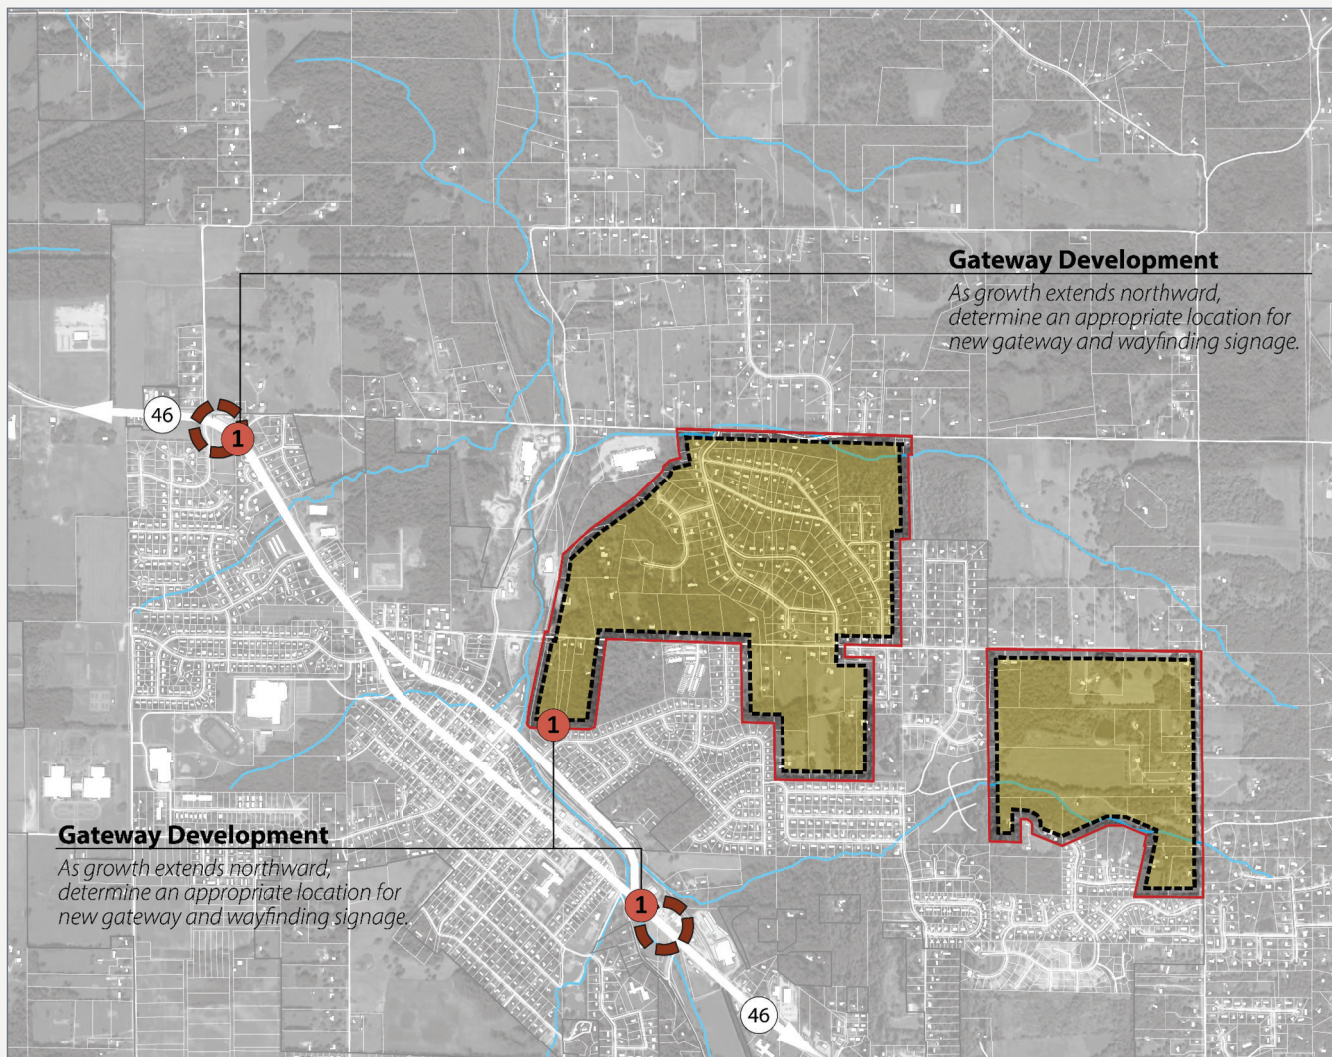 Gateway Development
As growth extends northward,
determine an appropriate location for
new gateway and wayfinding signage.
46
1
1
Gateway Development
As growth extends northward,
determine an appropriate location for
new gateway and wayfinding signage.
1
46